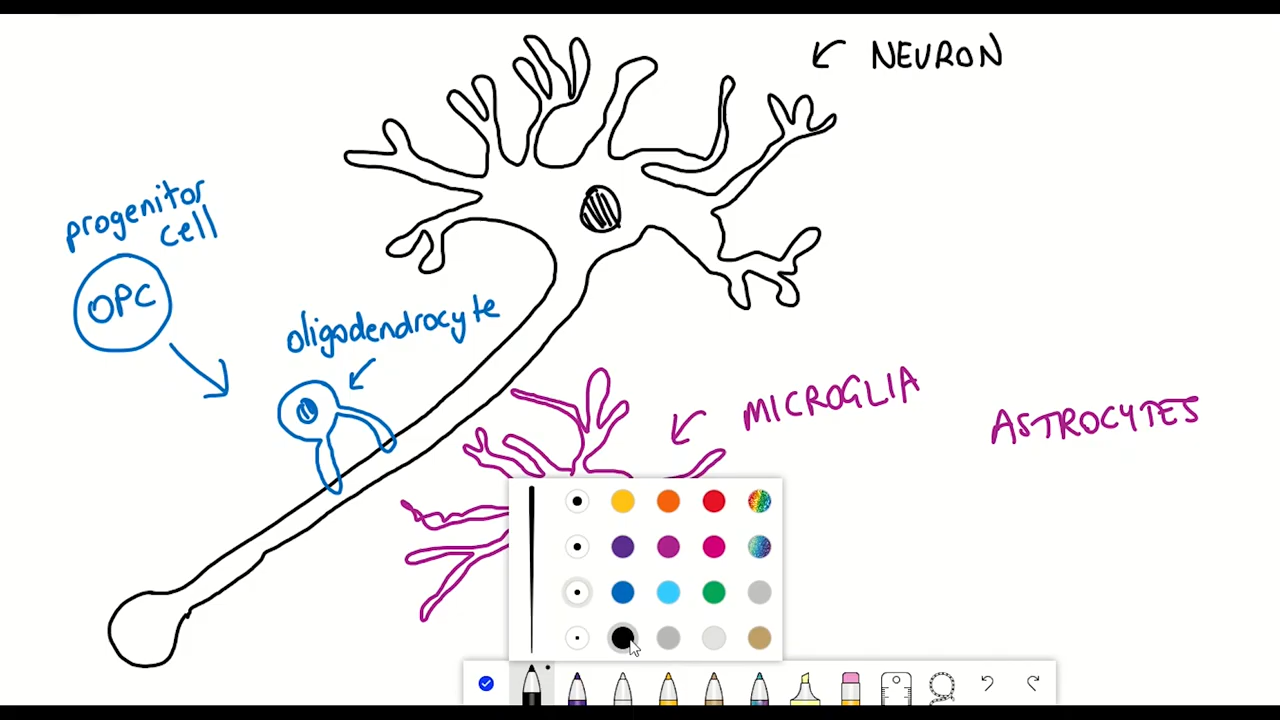 NEURON
progenitor
cell
OPC
oligodendrocyte
MICROGLIA
ASTROCYTES